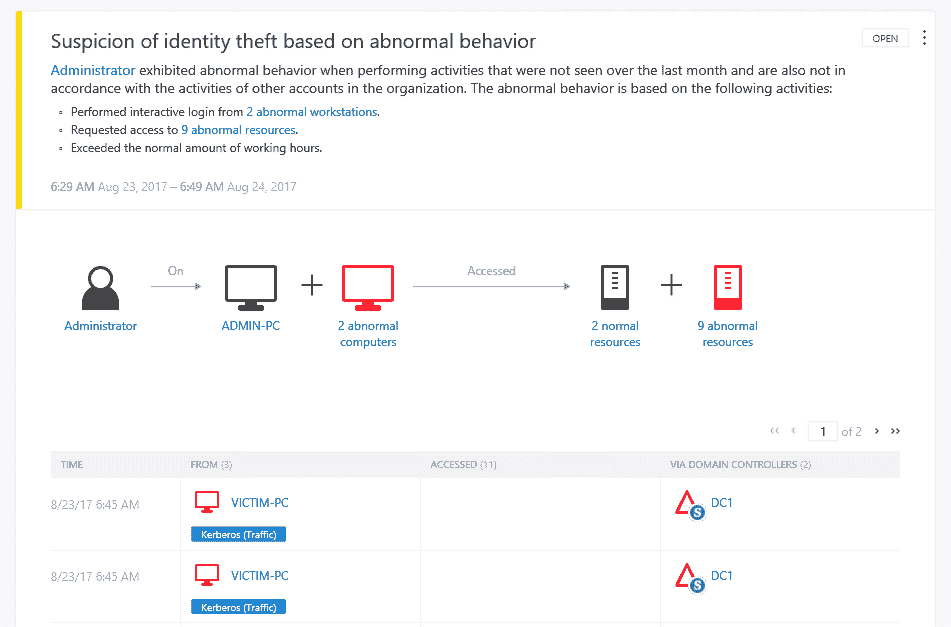 Suspicion of identity theft based on abnormal behavior
OPEN
Administrator exhibited abnormal behavior when performing activities that were not seen over the last month and are also not in
accordance with the activities of other accounts in the organization. The abnormal behavior is based on the following activities:
Performed interactive login from 2 abnormal workstations.
Requested access to 9 abnormal resources.
Exceeded the normal amount of working hours.
6:29 AM Aug 23, 2017 – 6:49 AM Aug 24, 2017
On
Accessed
Administrator
ADMIN-PC
2 abnormal
computers
2 normal
resources
9 abnormal
resources
1 of 2
TIME FROM (3) ACCESSED (11) VIA DOMAIN CONTROLLERS (2)
8/23/17 6:45 AM VICTIM-PC S DC1
Kerberos (Traffic)
8/23/17 6:45 AM VICTIM-PC S DC1
Kerberos (Traffic)